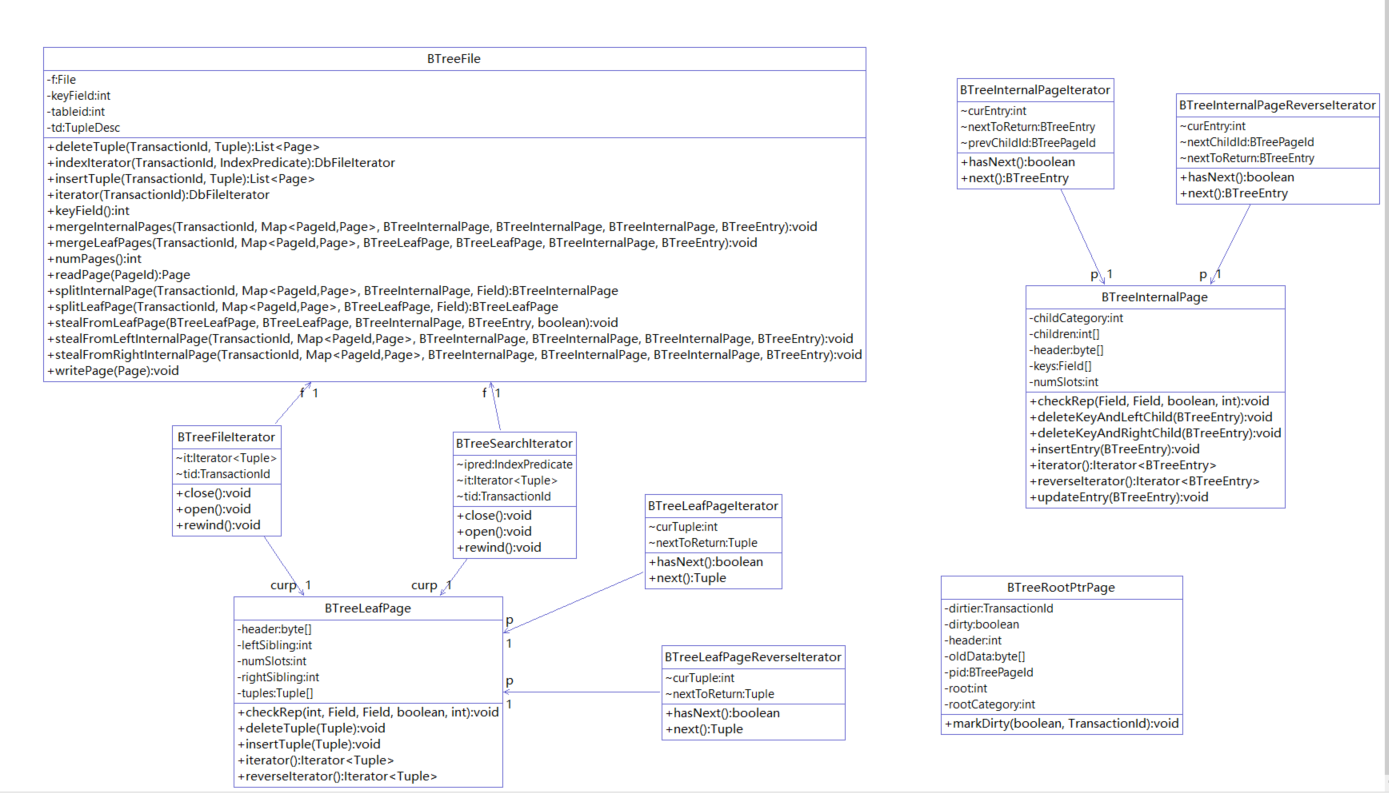 BTreeFile
-f:File
-keyField:int
-tableid:int
-td:TupleDesc
+deleteTuple(TransactionId, Tuple):List<Page>
+indexIterator(TransactionId, IndexPredicate):DbFileIterator
+insertTuple(TransactionId, Tuple):List<Page>
+iterator(TransactionId):DbFileIterator
+keyField():int
+mergeInternalPages(TransactionId, Map<PageId,Page>, BTreeInternalPage, BTreeInternalPage, BTreeInternalPage, BTreeEntry):void
+mergeLeafPages(TransactionId, Map<PageId,Page>, BTreeLeafPage, BTreeLeafPage, BTreeInternalPage, BTreeEntry):void
+numPages():int
+readPage(PageId):Page
+splitInternalPage(TransactionId, Map<PageId,Page>, BTreeInternalPage, Field):BTreeInternalPage
+splitLeafPage(TransactionId, Map<PageId,Page>, BTreeLeafPage, Field):BTreeLeafPage
+stealFromLeafPage(BTreeLeafPage, BTreeLeafPage, BTreeInternalPage, BTreeEntry, boolean):void
+stealFromLeftInternalPage(TransactionId, Map<PageId,Page>, BTreeInternalPage, BTreeInternalPage, BTreeInternalPage, BTreeEntry):void
+stealFromRightInternalPage(TransactionId, Map<PageId,Page>, BTreeInternalPage, BTreeInternalPage, BTreeInternalPage, BTreeEntry):void
+writePage(Page):void
f 1
f 1
BTreeFileIterator
~it:Iterator<Tuple>
~tid:TransactionId
+close():void
+open():void
+rewind():void
BTreeSearchIterator
~ipred:IndexPredicate
~it:Iterator<Tuple>
~tid:TransactionId
+close():void
+open():void
+rewind():void
curp 1
curp 1
BTreeLeafPage
-header:byte[]
-leftSibling:int
-numSlots:int
-rightSibling:int
-tuples:Tuple[]
+checkRep(int, Field, Field, boolean, int):void
+deleteTuple(Tuple):void
+insertTuple(Tuple):void
+iterator():Iterator<Tuple>
+reverseIterator():Iterator<Tuple>
BTreeLeafPageIterator
~curTuple:int
~nextToReturn:Tuple
+hasNext():boolean
+next():Tuple
p
1
BTreeLeafPageReverseIterator
~curTuple:int
~nextToReturn:Tuple
+hasNext():boolean
+next():Tuple
p
1
BTreeInternalPageIterator
~curEntry:int
~nextToReturn:BTreeEntry
~prevChildId:BTreePageId
+hasNext():boolean
+next():BTreeEntry
BTreeInternalPageReverseIterator
~curEntry:int
~nextChildId:BTreePageId
~nextToReturn:BTreeEntry
+hasNext():boolean
+next():BTreeEntry
p 1
p 1
BTreeInternalPage
-childCategory:int
-children:int[]
-header:byte[]
-keys:Field[]
-numSlots:int
+checkRep(Field, Field, boolean, int):void
+deleteKeyAndLeftChild(BTreeEntry):void
+deleteKeyAndRightChild(BTreeEntry):void
+insertEntry(BTreeEntry):void
+iterator():Iterator<BTreeEntry>
+reverseIterator():Iterator<BTreeEntry>
+updateEntry(BTreeEntry):void
BTreeRootPtrPage
-dirtier:TransactionId
-dirty:boolean
-header:int
-oldData:byte[]
-pid:BTreePageId
-root:int
-rootCategory:int
+markDirty(boolean, TransactionId):void